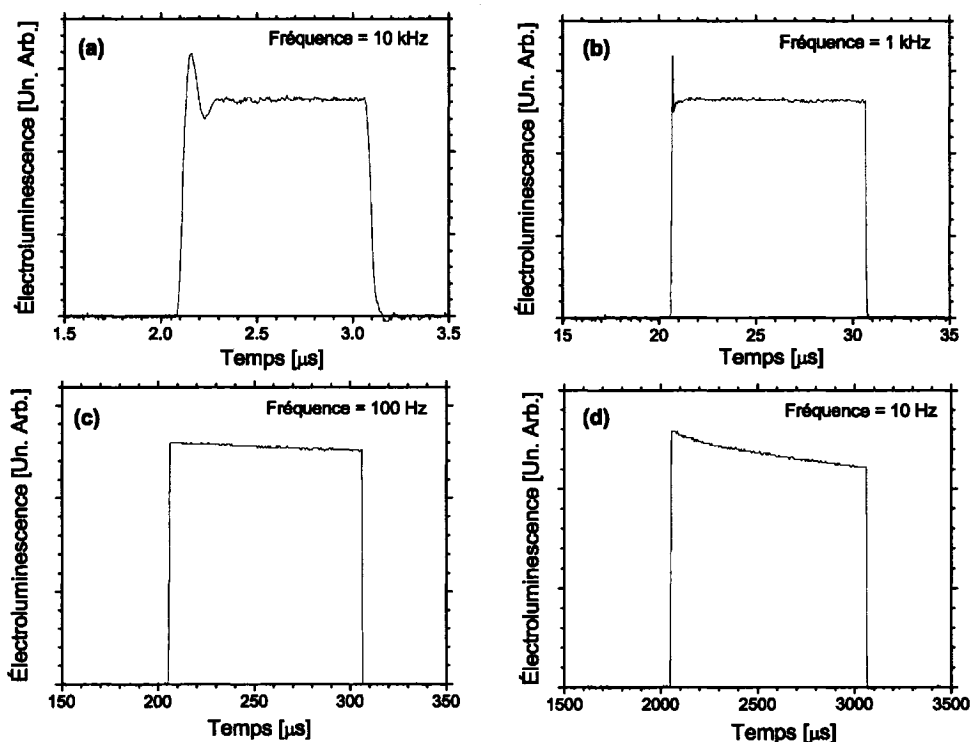 (a)
Fréquence = 10 kHz
Électroluminescence [Un. Arb.]
1.5 2.0 2.5 3.0 3.5
Temps [µs]
(b)
Fréquence = 1 kHz
Électroluminescence [Un. Arb.]
15 20 25 30 35
Temps [µs]
(c)
Fréquence = 100 Hz
Électroluminescence [Un. Arb.]
150 200 250 300 350
Temps [µs]
(d)
Fréquence = 10 Hz
Électroluminescence [Un. Arb.]
1500 2000 2500 3000 3500
Temps [µs]